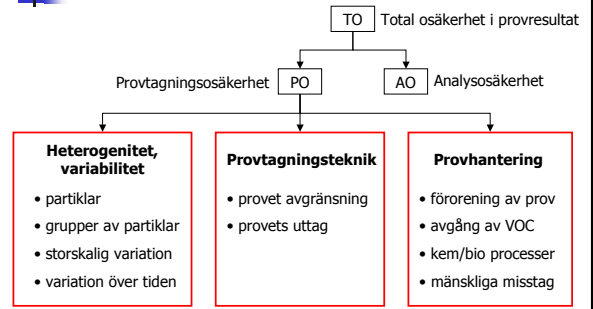 TO Total osäkerhet i provresultat
Provtagningsosäkerhet PO AO Analysosäkerhet
Heterogenitet,
variabilitet
• partiklar
• grupper av partiklar
• storskalig variation
• variation över tiden
Provtagningsteknik
• provet avgränsning
• provets uttag
Provhantering
• förorening av prov
• avgång av VOC
• kem/bio processer
• mänskliga misstag